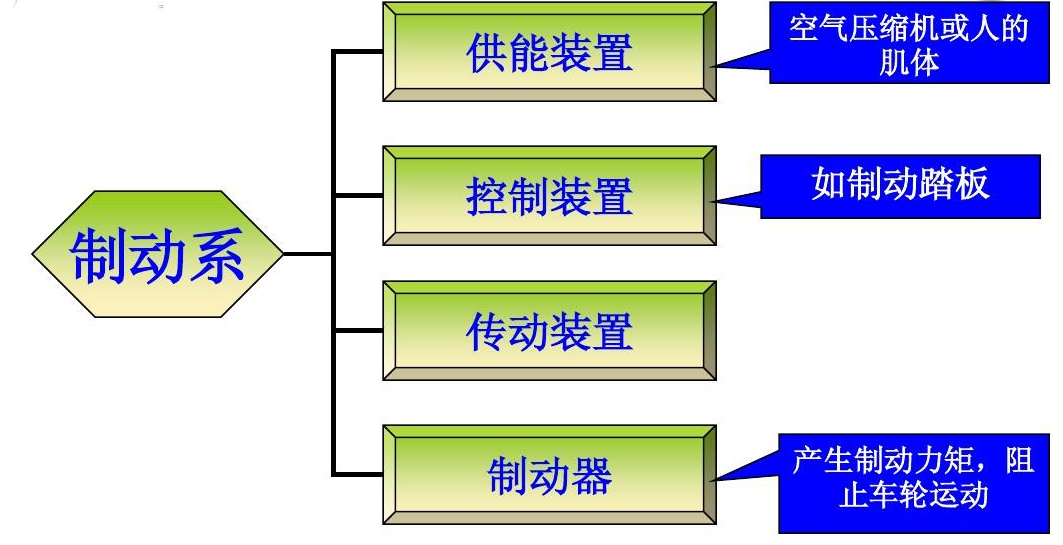 供能装置
空气压缩机或人的
肌体
控制装置
如制动踏板
制动系
传动装置
制动器
产生制动力矩，阻
止车轮运动